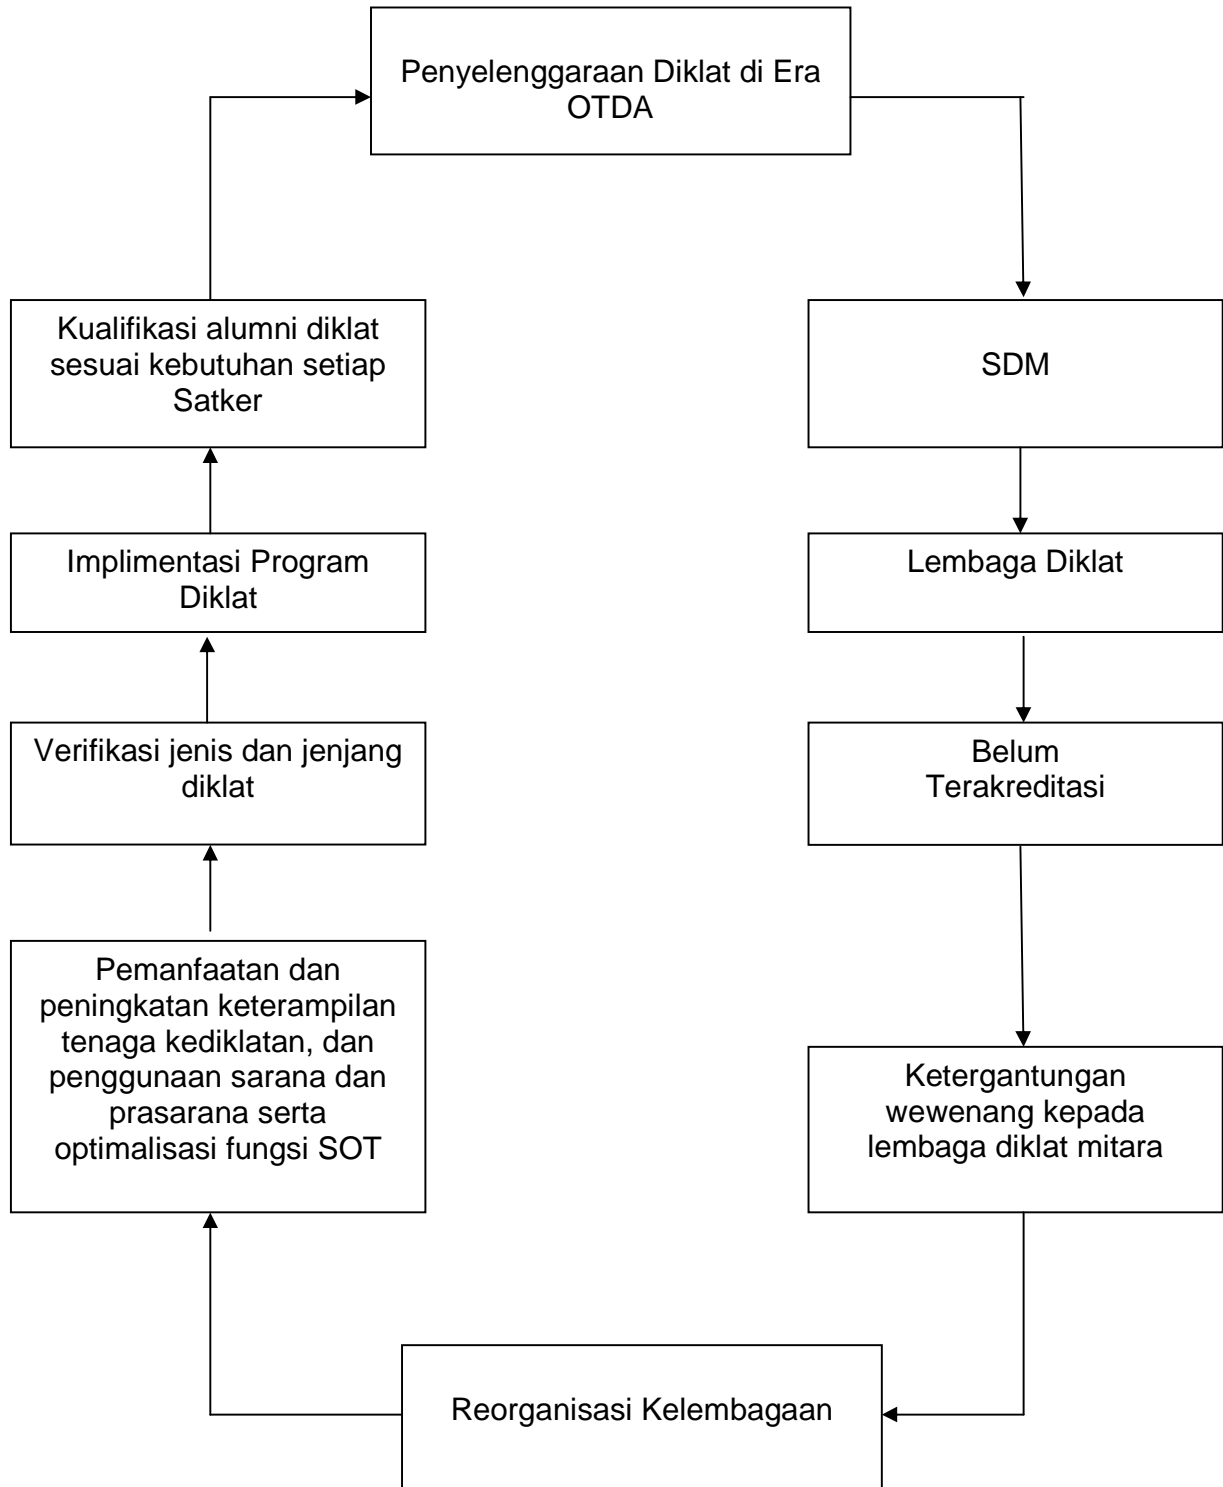 Penyelenggaraan Diklat di Era
OTDA
Kualifikasi alumni diklat
sesuai kebutuhan setiap
Satker
SDM
Implimentasi Program
Diklat
Lembaga Diklat
Verifikasi jenis dan jenjang
diklat
Belum
Terakreditasi
Pemanfaatan dan
peningkatan keterampilan
tenaga kediklatan, dan
penggunaan sarana dan
prasarana serta
optimalisasi fungsi SOT
Ketergantungan
wewenang kepada
lembaga diklat mitara
Reorganisasi Kelembagaan